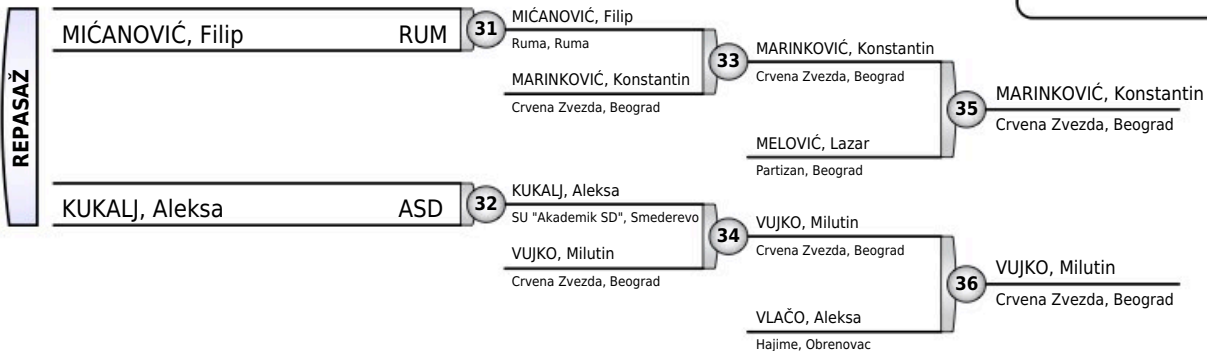 REPASAŽ
MIĆANOVIĆ, Filip RUM
31
MIĆANOVIĆ, Filip
Ruma, Ruma
MARINKOVIĆ, Konstantin
Crvena Zvezda, Beograd
33
MARINKOVIĆ, Konstantin
Crvena Zvezda, Beograd
MELOVIĆ, Lazar
Partizan, Beograd
35
MARINKOVIĆ, Konstantin
Crvena Zvezda, Beograd
KUKALJ, Aleksa ASD
32
KUKALJ, Aleksa
SU "Akademik SD", Smederevo
VUJKO, Milutin
Crvena Zvezda, Beograd
34
VUJKO, Milutin
Crvena Zvezda, Beograd
VLAČO, Aleksa
Hajime, Obrenovac
36
VUJKO, Milutin
Crvena Zvezda, Beograd